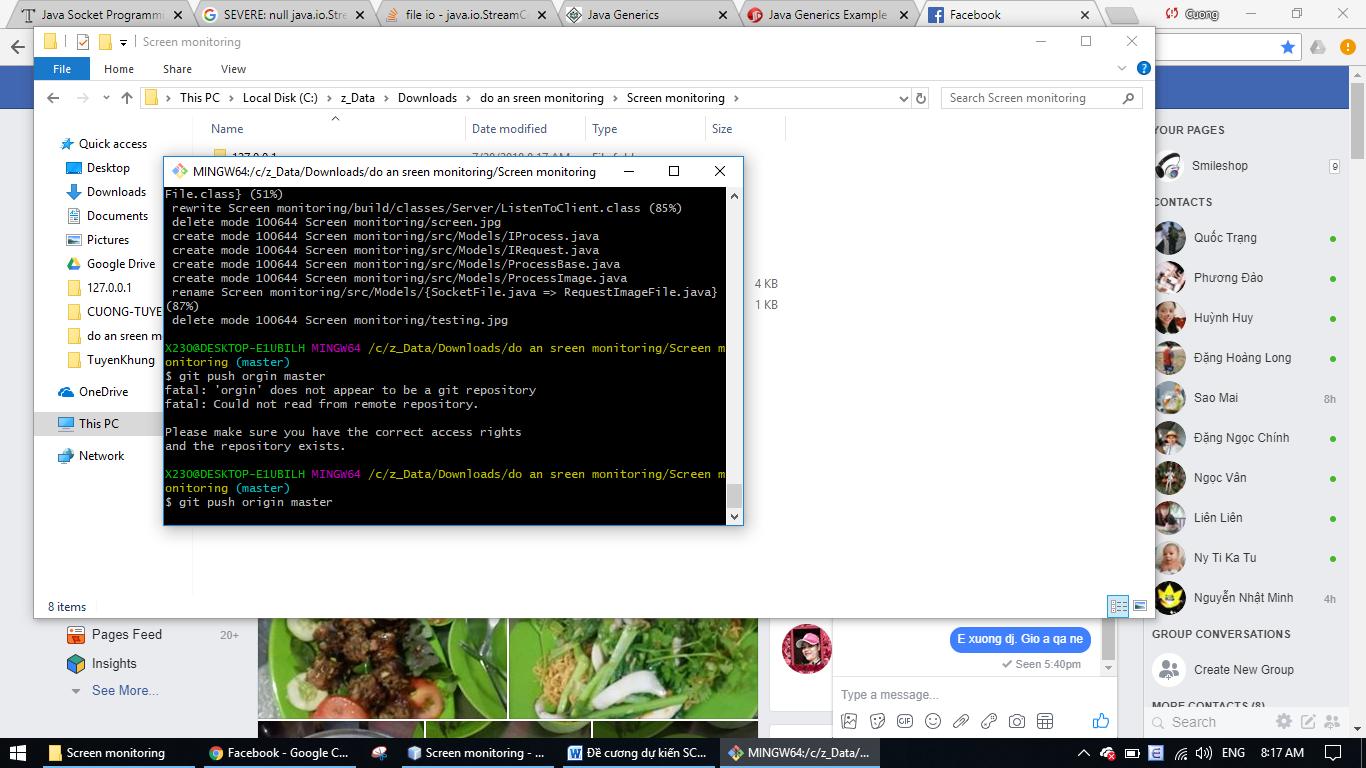 Java Socket Programmi
SEVERE: null java.io.Stre
file io - java.io.StreamC
Java Generics
Java Generics Example
Facebook
Cuong
Screen monitoring
File
Home
Share
View
This PC
Local Disk (C:)
z_Data
Downloads
do an sreen monitoring
Screen monitoring
Search Screen monitoring
Name
Date modified
Type
Size
Quick access
Desktop
Downloads
Documents
Pictures
Google Drive
127.0.0.1
CUONG-TUYE
do an sreen m
TuyenKhung
OneDrive
This PC
Network
4 KB
1 KB
8 items
MINGW64:/c/z_Data/Downloads/do an sreen monitoring/Screen monitoring
File.class} (51%)
rewrite Screen monitoring/build/classes/Server/ListenToClient.class (85%)
delete mode 100644 Screen monitoring/screen.jpg
create mode 100644 Screen monitoring/src/Models/IProcess.java
create mode 100644 Screen monitoring/src/Models/IRequest.java
create mode 100644 Screen monitoring/src/Models/ProcessBase.java
create mode 100644 Screen monitoring/src/Models/ProcessImage.java
rename Screen monitoring/src/Models/{SocketFile.java => RequestImageFile.java}
(87%)
delete mode 100644 Screen monitoring/testing.jpg
X230@DESKTOP-E1UBILH MINGW64 /c/z_Data/Downloads/do an sreen monitoring/Screen m
onitoring (master)
$ git push orgin master
fatal: 'orgin' does not appear to be a git repository
fatal: Could not read from remote repository.
Please make sure you have the correct access rights
and the repository exists.
X230@DESKTOP-E1UBILH MINGW64 /c/z_Data/Downloads/do an sreen monitoring/Screen m
onitoring (master)
$ git push origin master
YOUR PAGES
Smileshop
9
CONTACTS
Quốc Trạng
Phương Đảo
Huỳnh Huy
Đặng Hoàng Long
Sao Mai
8h
Đặng Ngọc Chính
Ngọc Vân
Liên Liên
Ny Ti Ka Tu
Nguyễn Nhật Minh
4h
GROUP CONVERSATIONS
Create New Group
MORE CONTACTS (8)
Search
Pages Feed
20+
Insights
See More...
E xuong dj. Gio a qa ne
Seen 5:40pm
Type a message...
GIF
Screen monitoring
Facebook - Google C...
Screen monitoring - ...
Đề cương dự kiến SC...
MINGW64:/c/z_Data/...
ENG
8:17 AM